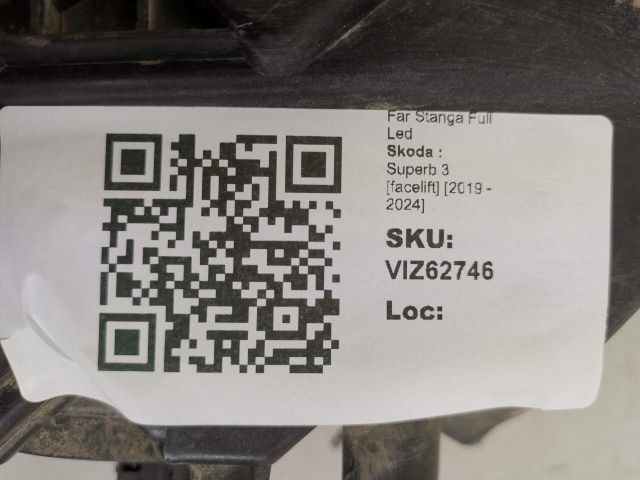 Far Stanga Full
Led
Skoda :
Superb 3
[facelift] [2019 -
2024]
SKU:
VIZ62746
Loc: